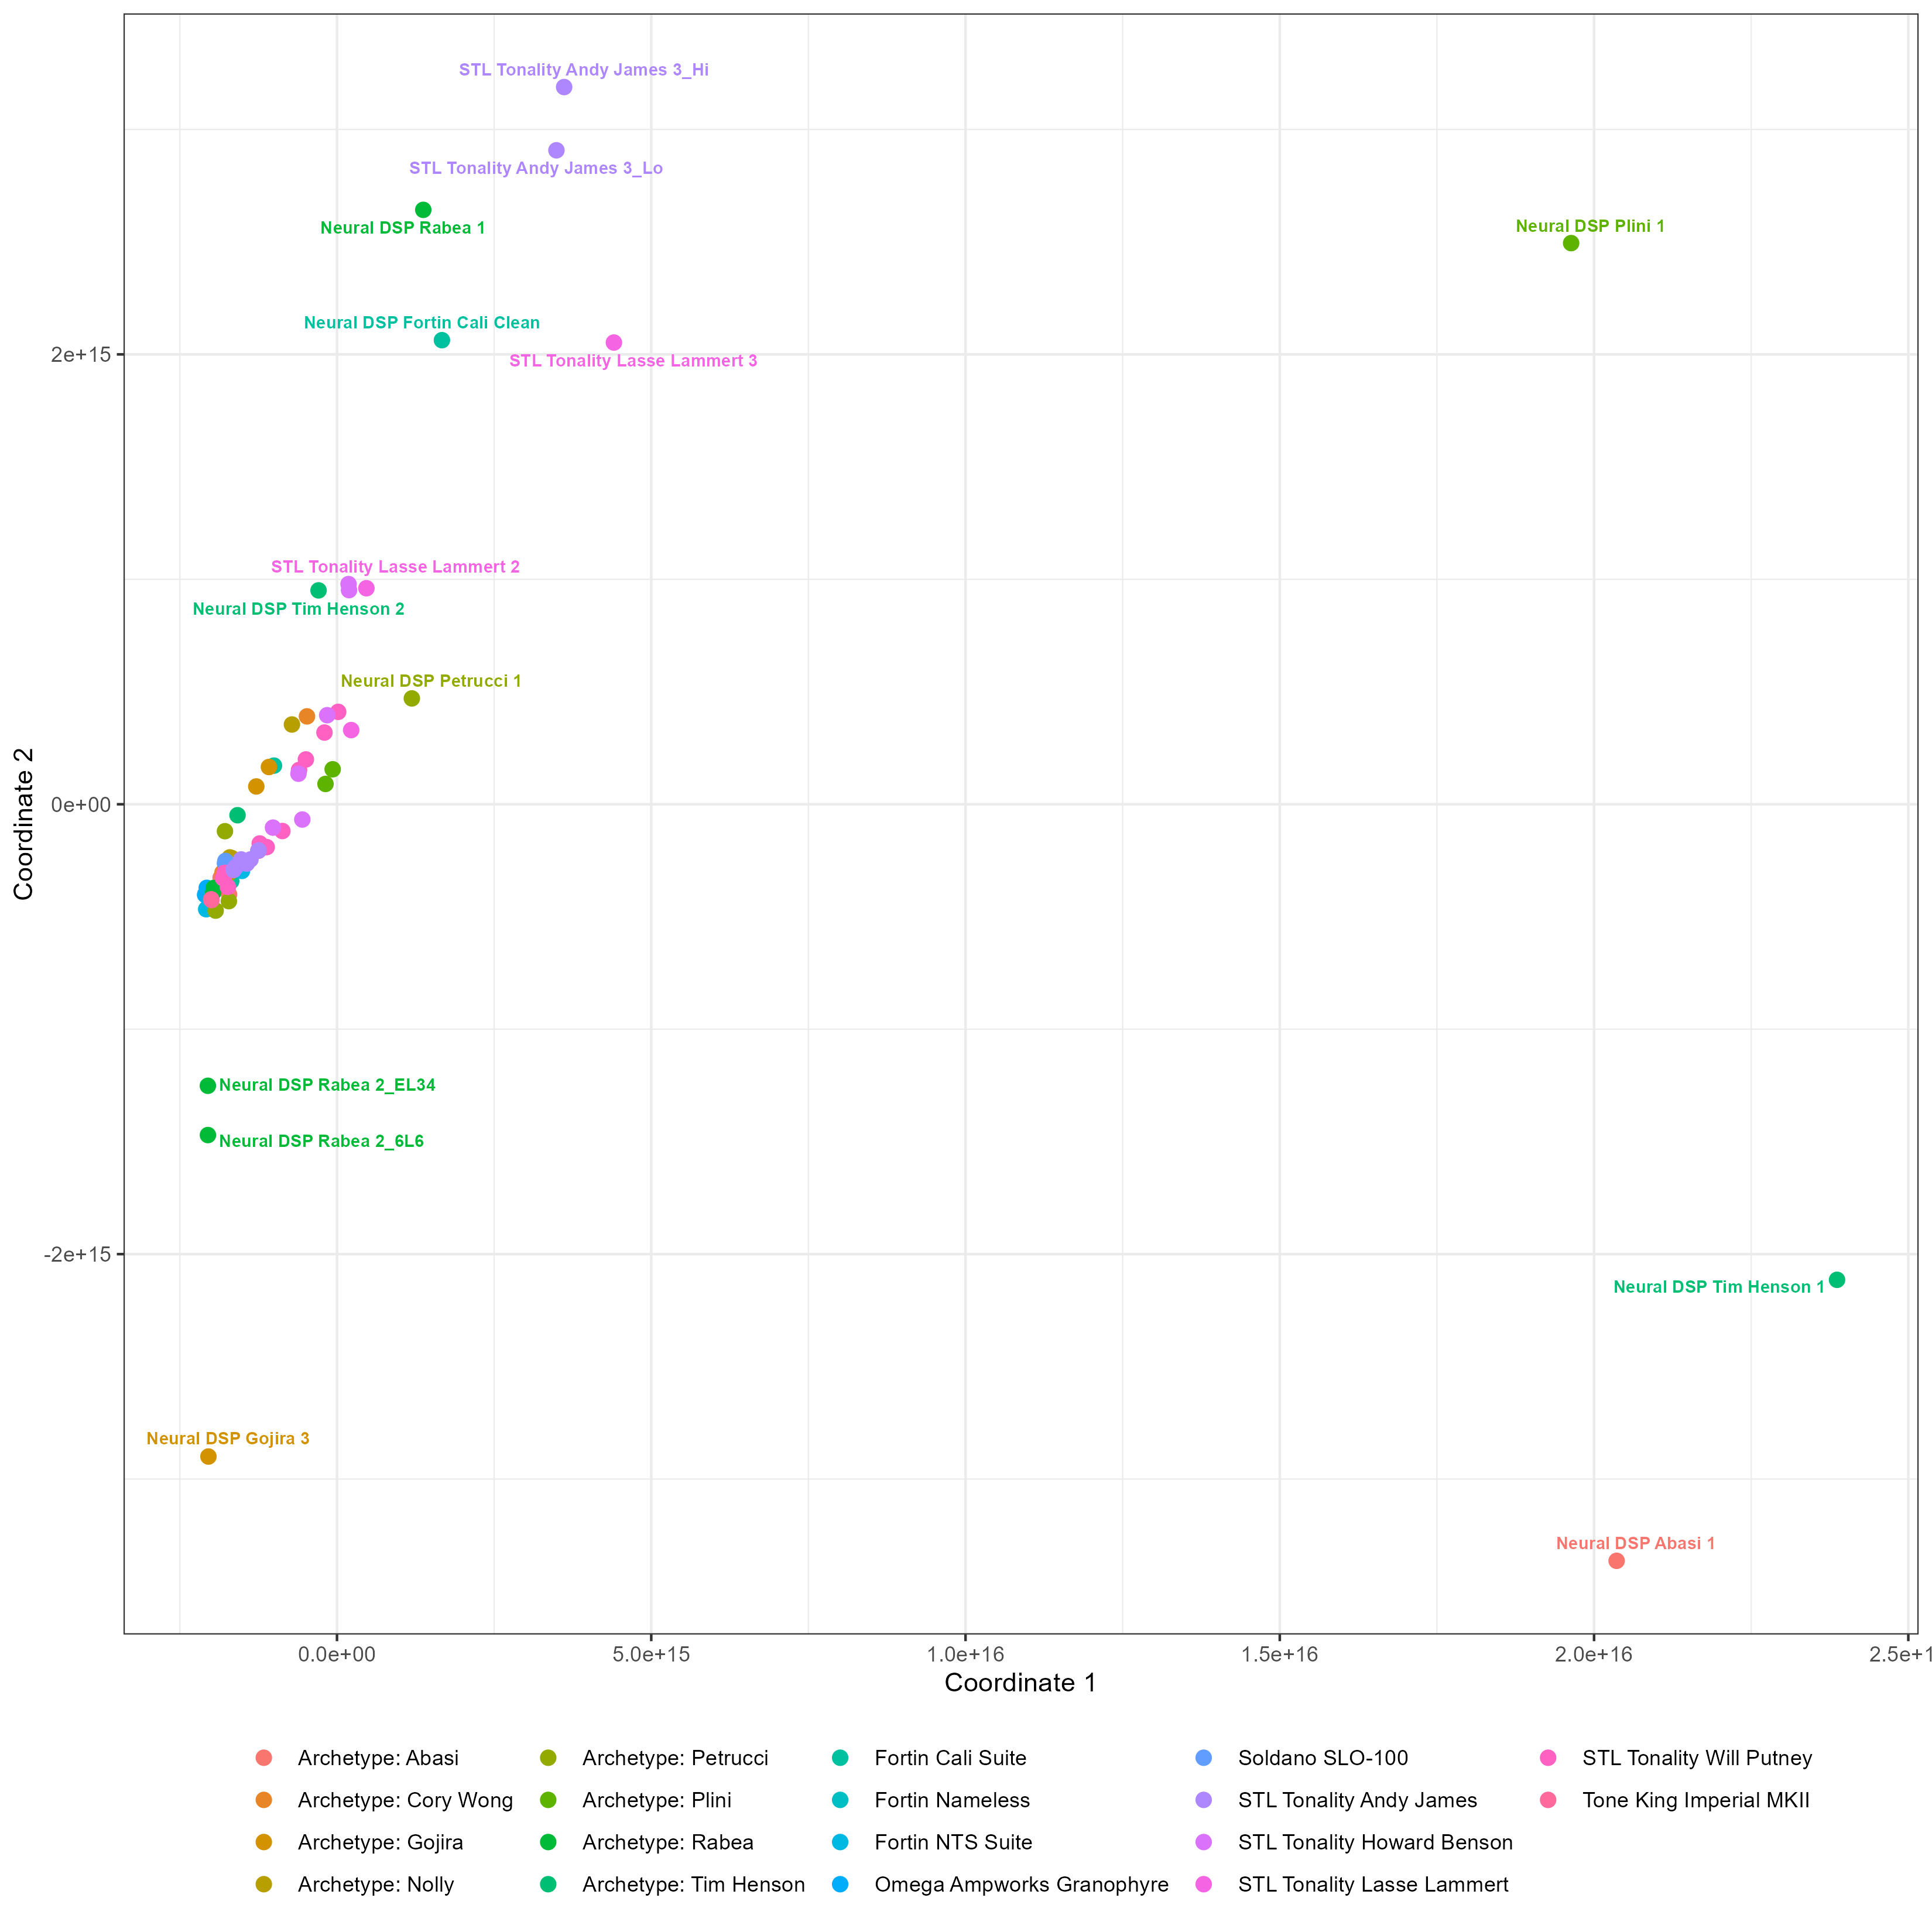 STL Tonality Andy James 3_Hi
STL Tonality Andy James 3_Lo
Neural DSP Rabea 1
Neural DSP Plini 1
Neural DSP Fortin Cali Clean
2e+15
STL Tonality Lasse Lammert 3
STL Tonality Lasse Lammert 2
Neural DSP Tim Henson 2
Neural DSP Petrucci 1
Coordinate 2
0e+00
Neural DSP Rabea 2_EL34
Neural DSP Rabea 2_6L6
-2e+15
Neural DSP Tim Henson 1
Neural DSP Gojira 3
Neural DSP Abasi 1
0.0e+00 5.0e+15 1.0e+16 1.5e+16 2.0e+16 2.5e+1
Coordinate 1
Archetype: Abasi
Archetype: Cory Wong
Archetype: Gojira
Archetype: Nolly
Archetype: Petrucci
Archetype: Plini
Archetype: Rabea
Archetype: Tim Henson
Fortin Cali Suite
Fortin Nameless
Fortin NTS Suite
Omega Ampworks Granophyre
Soldano SLO-100
STL Tonality Andy James
STL Tonality Howard Benson
STL Tonality Lasse Lammert
STL Tonality Will Putney
Tone King Imperial MKII